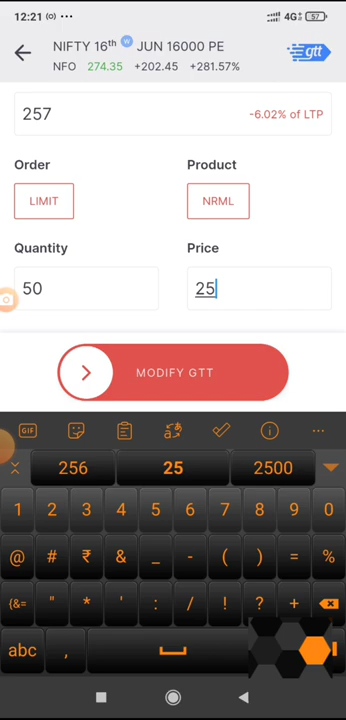 12:21 ••• 4G 57
NIFTY 16th W JUN 16000 PE
gtt
NFO 274.35 +202.45 +281.57%
257 -6.02% of LTP
Order Product
LIMIT NRML
Quantity Price
50 25
MODIFY GTT
GIF
256 25 2500
1 2 3 4 5 6 7 8 9 0
@ # ₹ & _ - ( ) = %
{&= " * ' : / ! ? +
abc ,